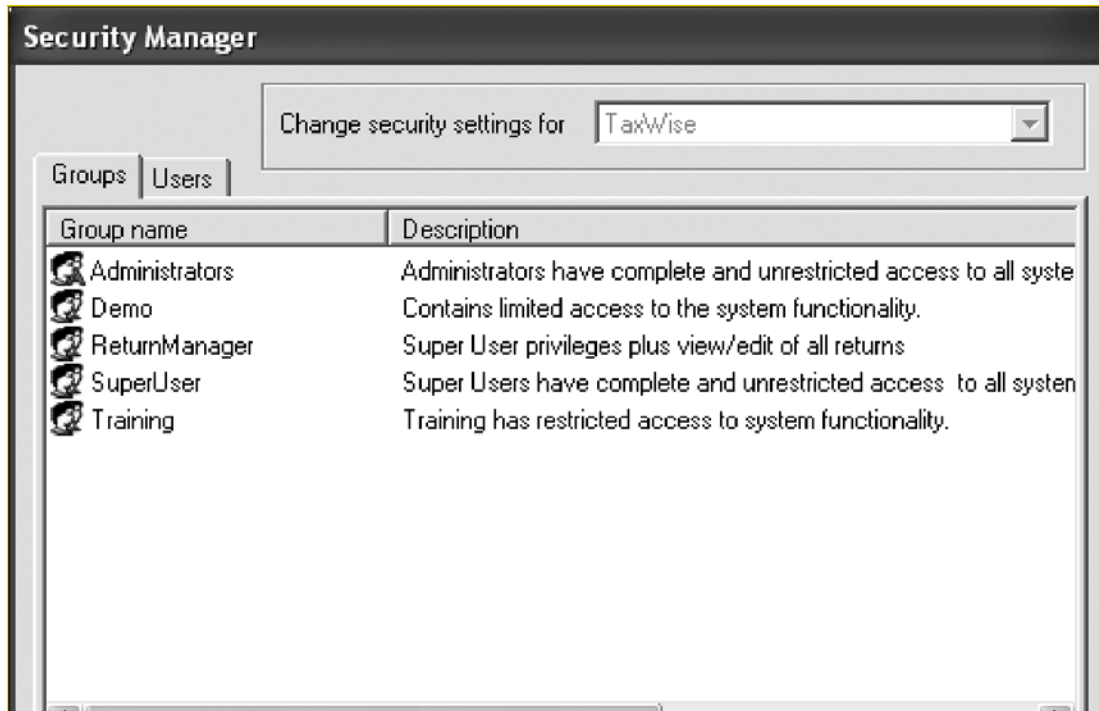 Security Manager
Change security settings for TaxWise
Groups Users
Group name Description
Administrators Administrators have complete and unrestricted access to all syste
Demo Contains limited access to the system functionality.
ReturnManager Super User privileges plus view/edit of all returns
SuperUser Super Users have complete and unrestricted access to all system
Training Training has restricted access to system functionality.